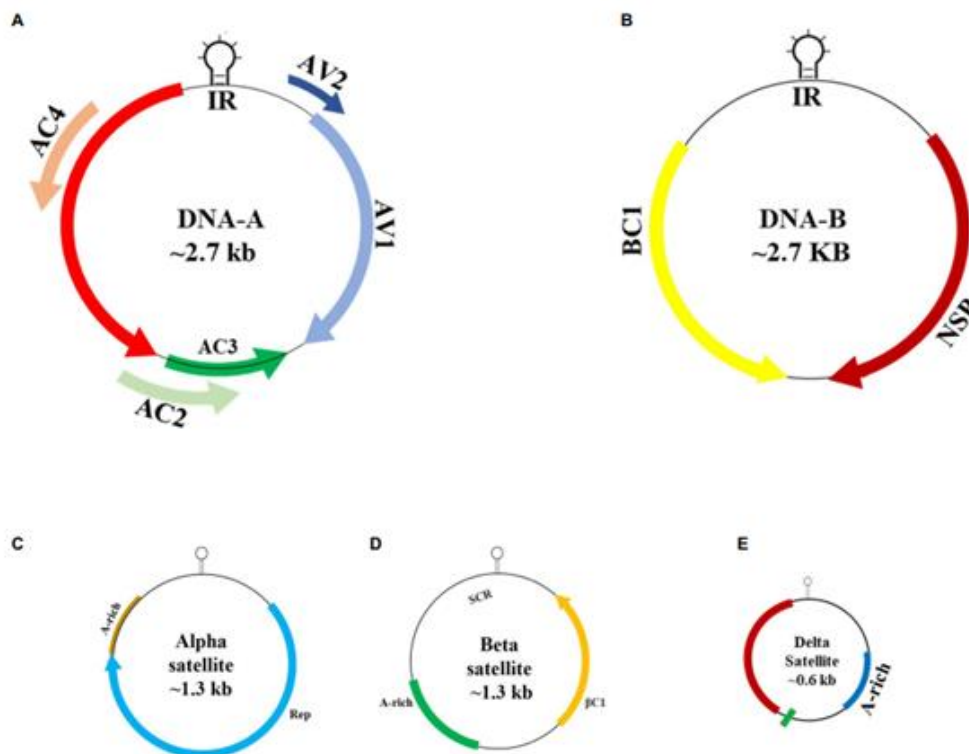 A
IR
AV2
AC4
AV1
DNA-A
~2.7 kb
AC3
AC2
B
IR
BC1
DNA-B
~2.7 KB
NSP
C
A-rich
Alpha
satellite
~1.3 kb
Rep
D
SCR
Beta
satellite
~1.3 kb
A-rich
βC1
E
Delta
Satellite
~0.6 kb
A-rich